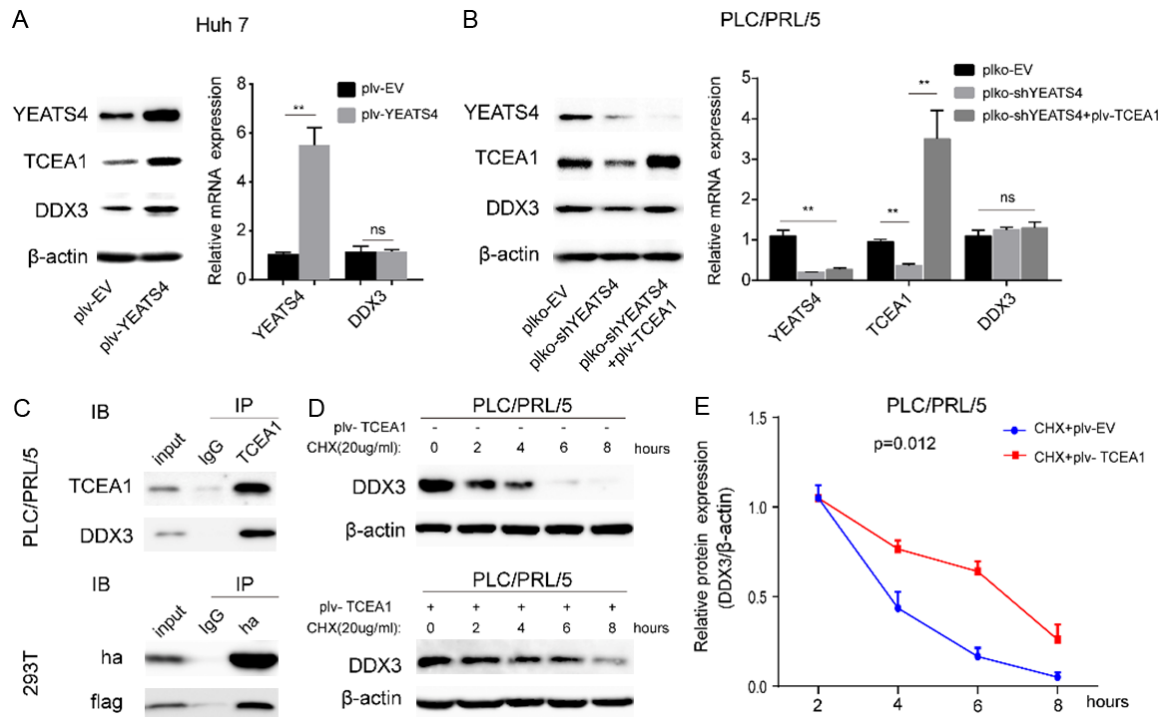 A
Huh 7
YEATS4
TCEA1
DDX3
β-actin
plv-EV
plv-YEATS4
Relative mRNA expression
8
6
4
2
0
**
ns
YEATS4
DDX3
plv-EV
plv-YEATS4
B
PLC/PRL/5
YEATS4
TCEA1
DDX3
β-actin
plko-EV
plko-shYEATS4
plko-shYEATS4
+plv-TCEA1
Relative mRNA expression
5
4
3
2
1
0
**
**
**
ns
YEATS4
TCEA1
DDX3
plko-EV
plko-shYEATS4
plko-shYEATS4+plv-TCEA1
C
IB
IP
input
IgG
TCEA1
PLC/PRL/5
TCEA1
DDX3
IB
IP
input
IgG
ha
293T
ha
flag
D
PLC/PRL/5
plv- TCEA1 - - - - -
CHX(20ug/ml): 0 2 4 6 8 hours
DDX3
β-actin
PLC/PRL/5
plv- TCEA1 + + + + +
CHX(20ug/ml): 0 2 4 6 8 hours
DDX3
β-actin
E
PLC/PRL/5
p=0.012
CHX+plv-EV
CHX+plv- TCEA1
Relative protein expression
(DDX3/β-actin)
1.5
1.0
0.5
0.0
2 4 6 8 hours